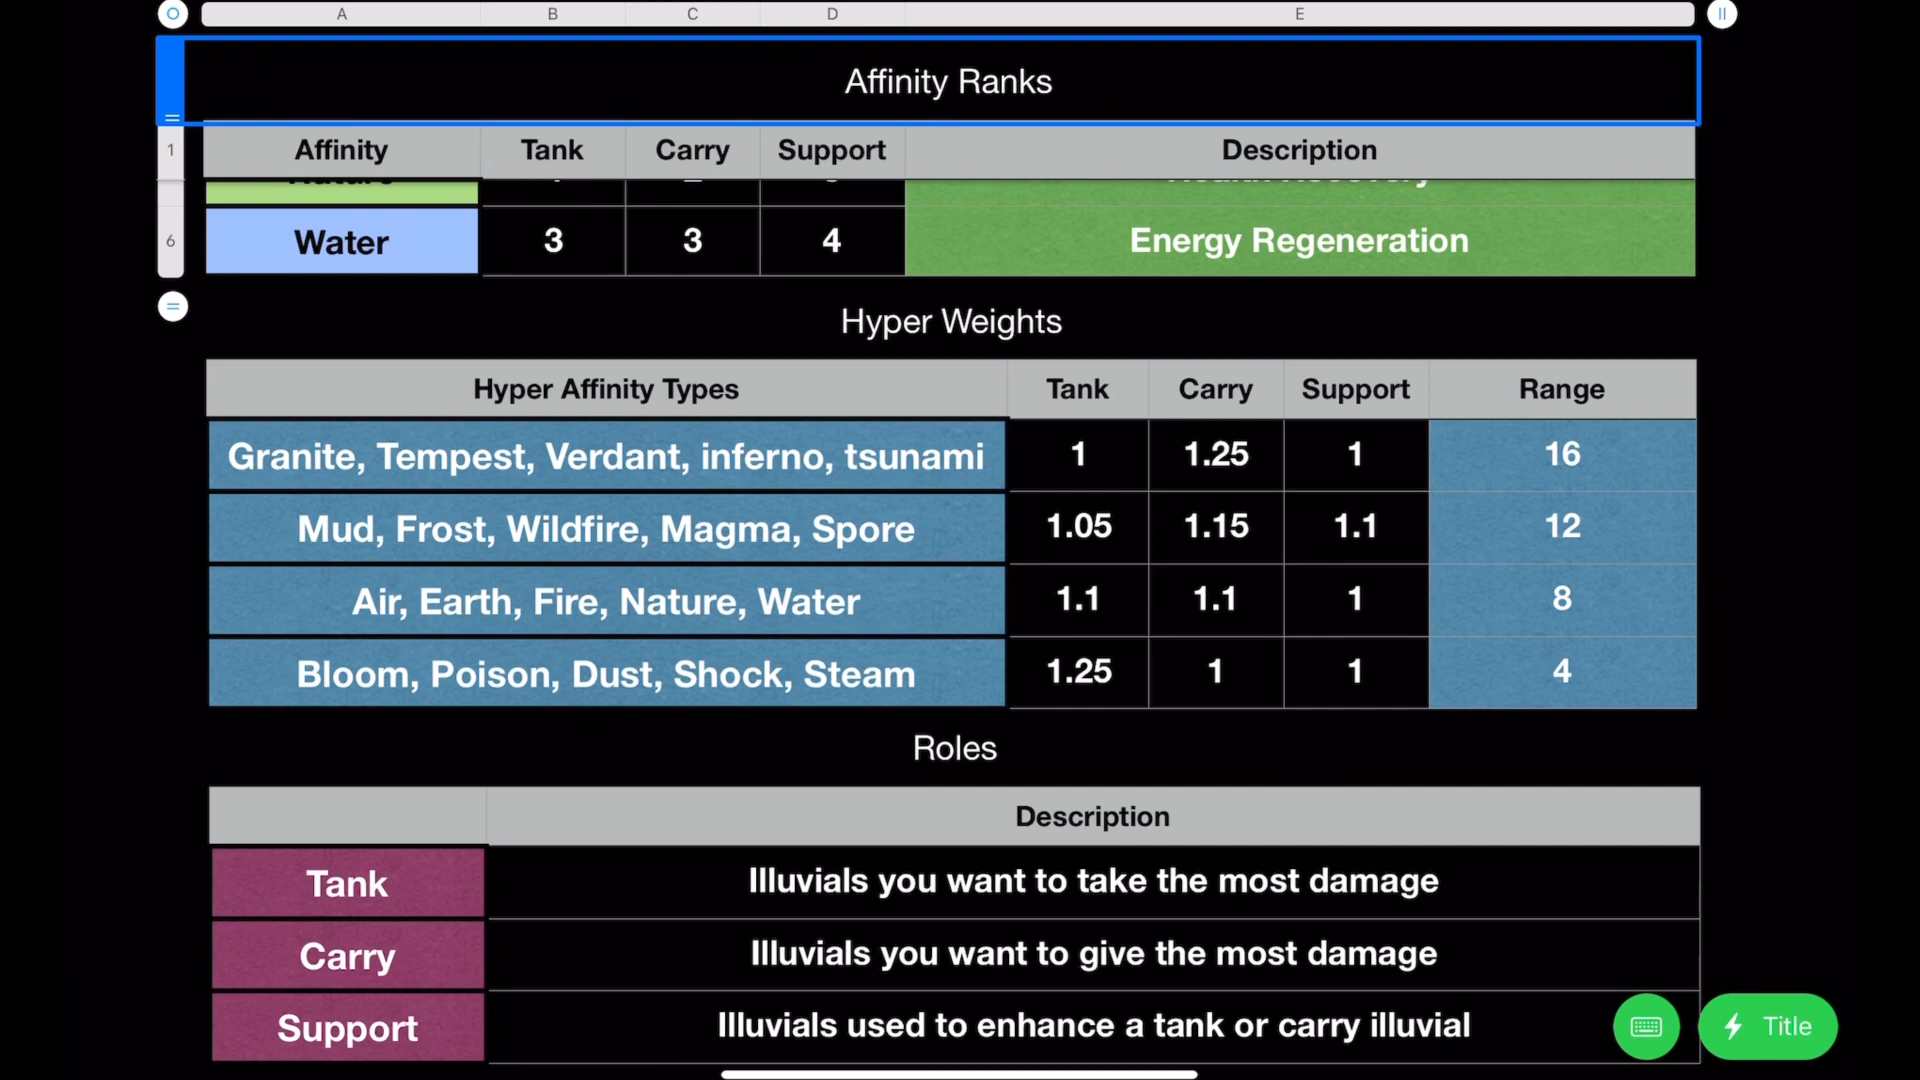 A B C D E
Affinity Ranks
1 Affinity Tank Carry Support Description
6 Water 3 3 4 Energy Regeneration
Hyper Weights
Hyper Affinity Types Tank Carry Support Range
Granite, Tempest, Verdant, inferno, tsunami 1 1.25 1 16
Mud, Frost, Wildfire, Magma, Spore 1.05 1.15 1.1 12
Air, Earth, Fire, Nature, Water 1.1 1.1 1 8
Bloom, Poison, Dust, Shock, Steam 1.25 1 1 4
Roles
Description
Tank Illuvials you want to take the most damage
Carry Illuvials you want to give the most damage
Support Illuvials used to enhance a tank or carry illuvial
Title